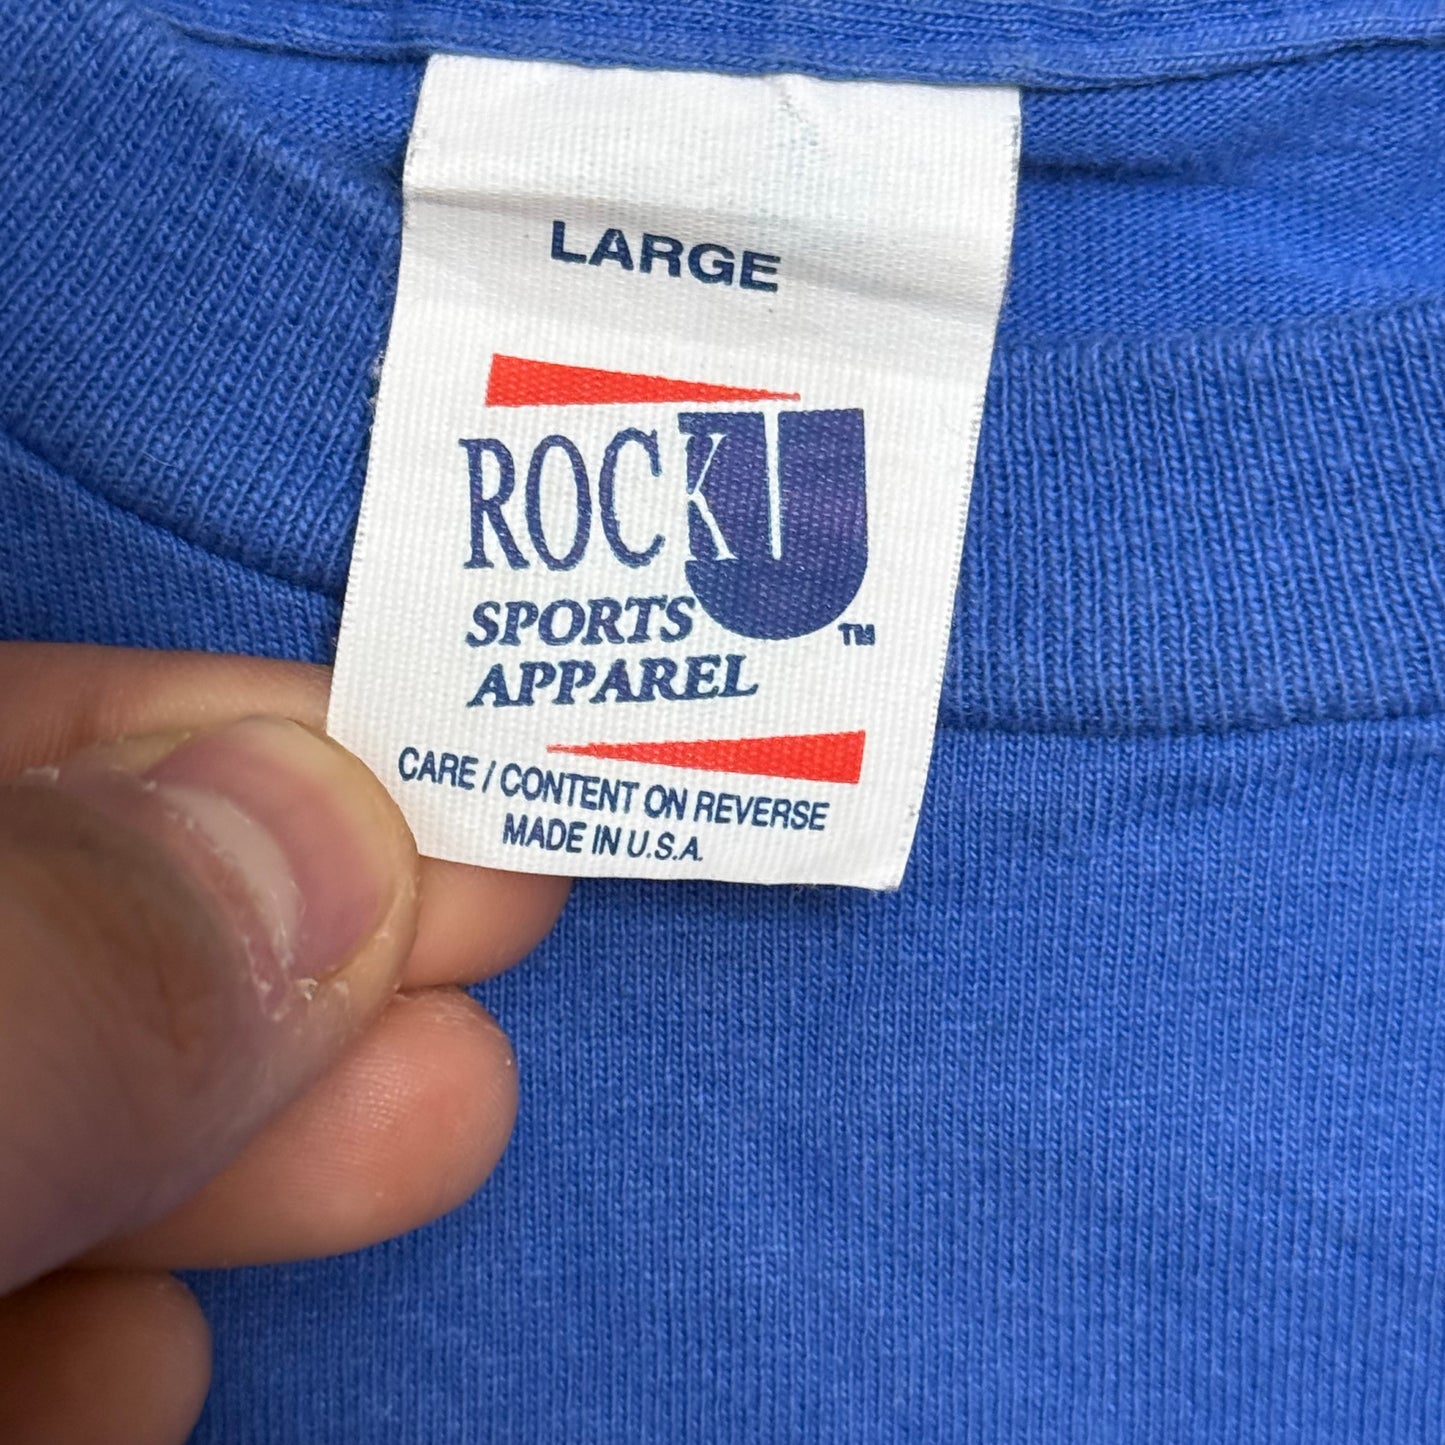 LARGE
ROCK U
SPORTS
APPAREL
TM
CARE / CONTENT ON REVERSE
MADE IN U.S.A.